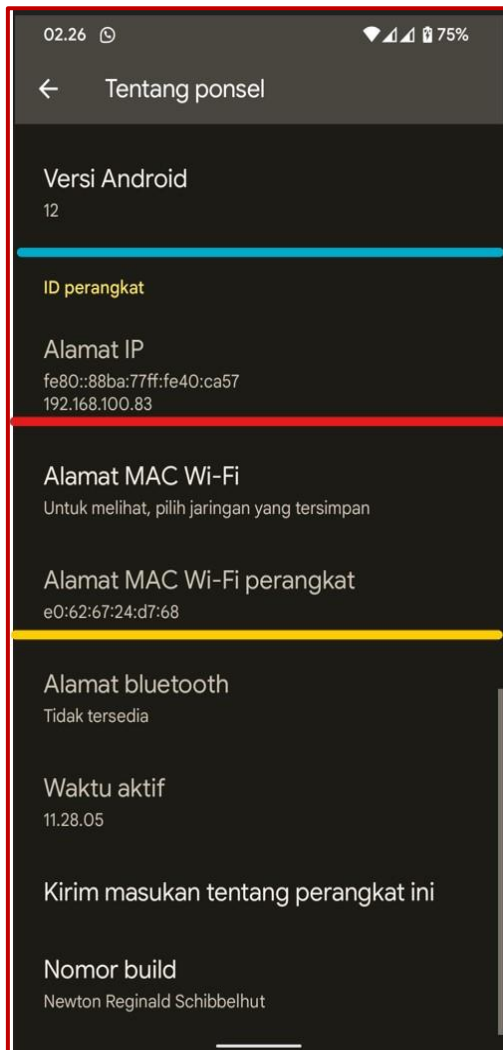 02.26 75%
Tentang ponsel
Versi Android
12
ID perangkat
Alamat IP
fe80::88ba:77ff:fe40:ca57
192.168.100.83
Alamat MAC Wi-Fi
Untuk melihat, pilih jaringan yang tersimpan
Alamat MAC Wi-Fi perangkat
e0:62:67:24:d7:68
Alamat bluetooth
Tidak tersedia
Waktu aktif
11.28.05
Kirim masukan tentang perangkat ini
Nomor build
Newton Reginald Schibbelhut